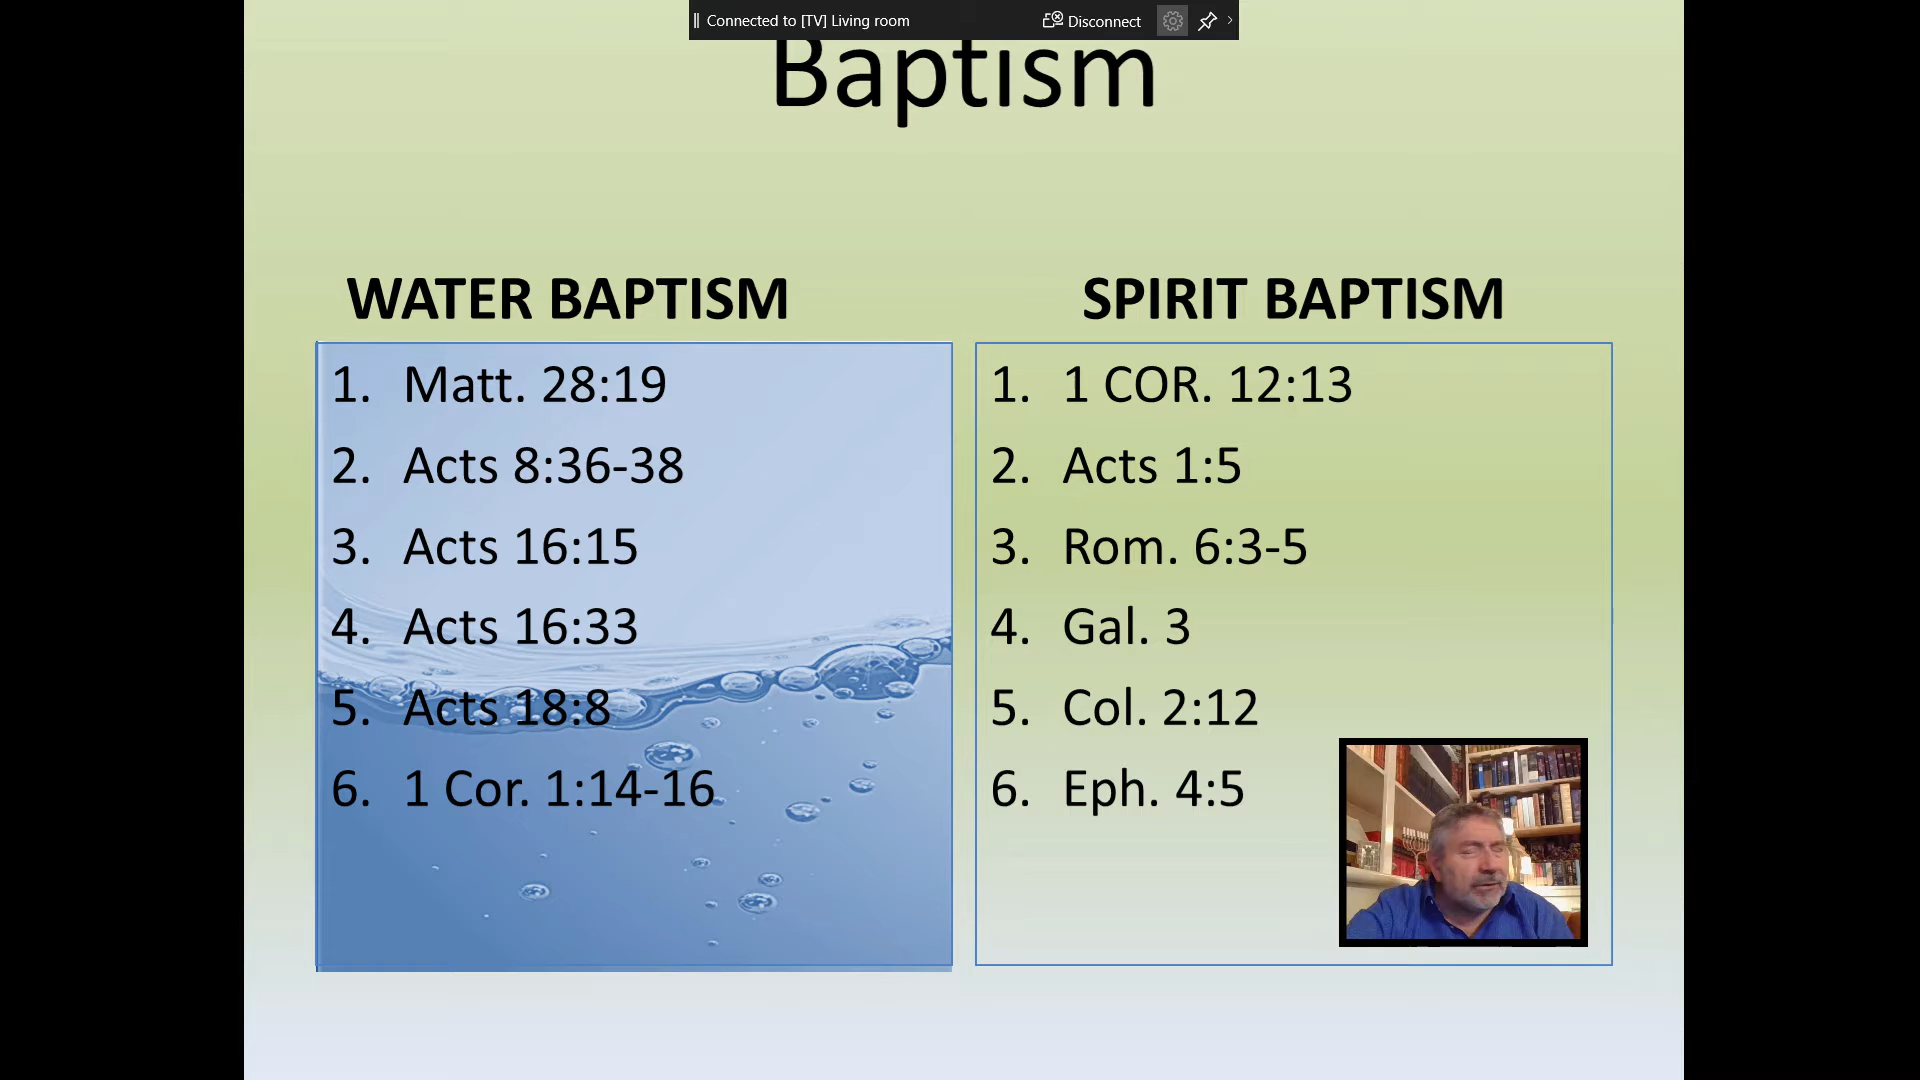 Connected to [TV] Living room
Disconnect
Baptism
WATER BAPTISM
1. Matt. 28:19
2. Acts 8:36-38
3. Acts 16:15
4. Acts 16:33
5. Acts 18:8
6. 1 Cor. 1:14-16
SPIRIT BAPTISM
1. 1 COR. 12:13
2. Acts 1:5
3. Rom. 6:3-5
4. Gal. 3
5. Col. 2:12
6. Eph. 4:5